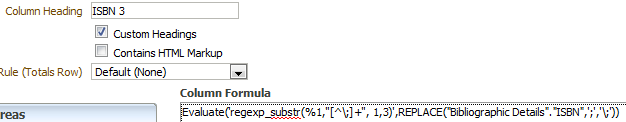 Column Heading ISBN 3
Custom Headings
Contains HTML Markup
Rule (Totals Row) Default (None)
Column Formula
Evaluate('regexp_substr(%1,"[^\;]+", 1,3)',REPLACE("Bibliographic Details"."ISBN",';','\;'))
reas